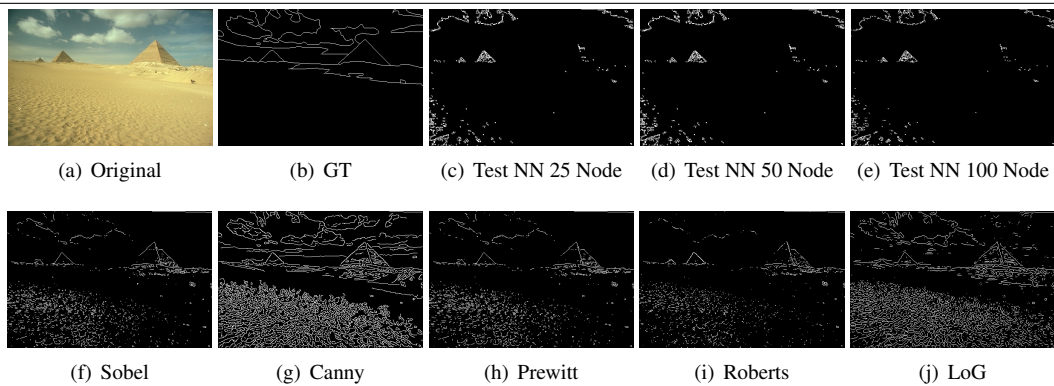 (a) Original
(b) GT
(c) Test NN 25 Node
(d) Test NN 50 Node
(e) Test NN 100 Node
(f) Sobel
(g) Canny
(h) Prewitt
(i) Roberts
(j) LoG